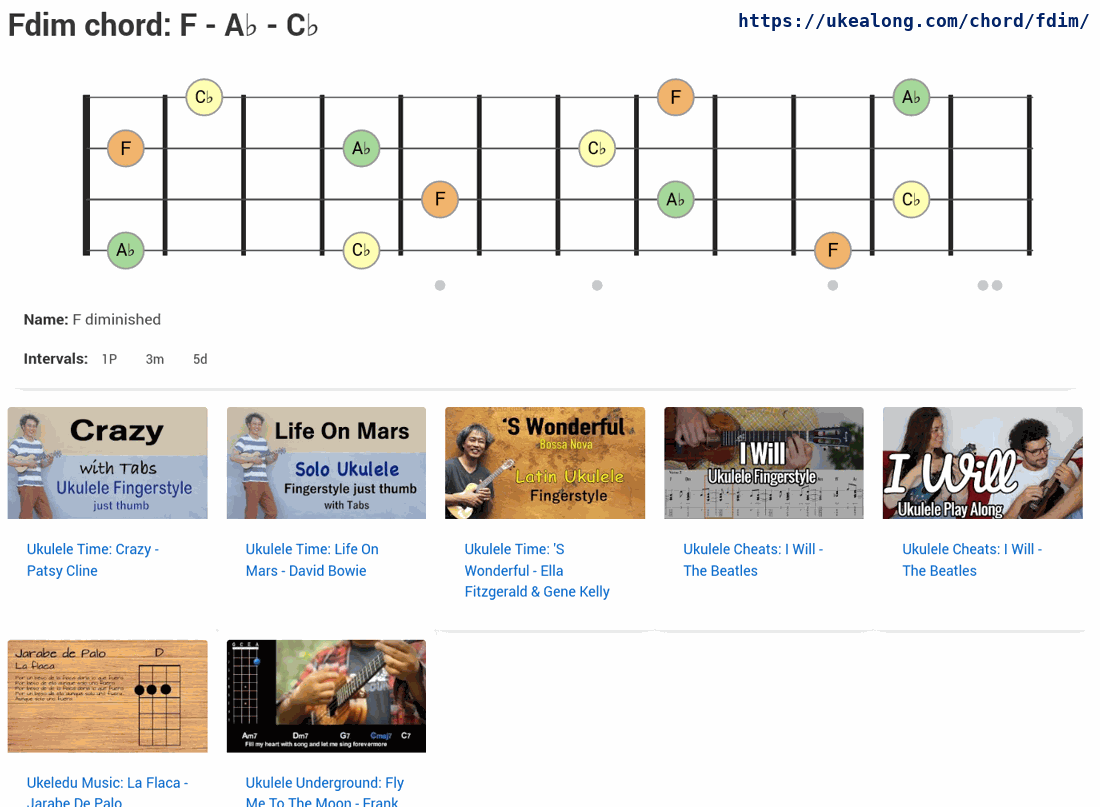 Fdim chord: F - A♭ - C♭
https://ukealong.com/chord/fdim/
C♭ F A♭
F A♭ C♭
F A♭ C♭
A♭ C♭ F
Name: F diminished
Intervals: 1P 3m 5d
Crazy
with Tabs
Ukulele Fingerstyle
just thumb
Life On Mars
Solo Ukulele
Fingerstyle just thumb
with Tabs
'S Wonderful
Bossa Nova
Latin Ukulele
Fingerstyle
I Will
Ukulele Fingerstyle
I Will
Ukulele Play Along
Ukulele Time: Crazy -
Patsy Cline
Ukulele Time: Life On
Mars - David Bowie
Ukulele Time: 'S
Wonderful - Ella
Fitzgerald & Gene Kelly
Ukulele Cheats: I Will -
The Beatles
Ukulele Cheats: I Will -
The Beatles
Jarabe de Palo
La flaca
D
G C E A
Am7 Dm7 G7 Cmaj7 C7
Fill my heart with song and let me sing forevermore
Ukeledu Music: La Flaca -
Jarabe De Palo
Ukulele Underground: Fly
Me To The Moon - Frank